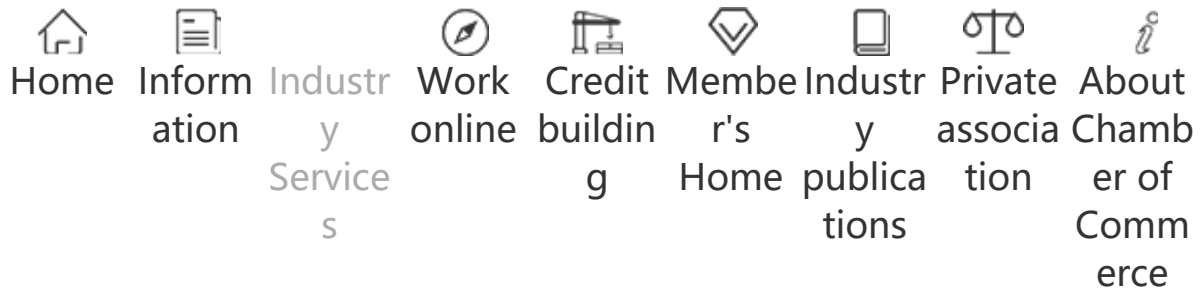 Home
Inform
ation
Industr
y
Service
s
Work
online
Credit
buildin
g
Membe
r's
Home
Industr
y
publica
tions
Private
associa
tion
About
Chamb
er of
Comm
erce